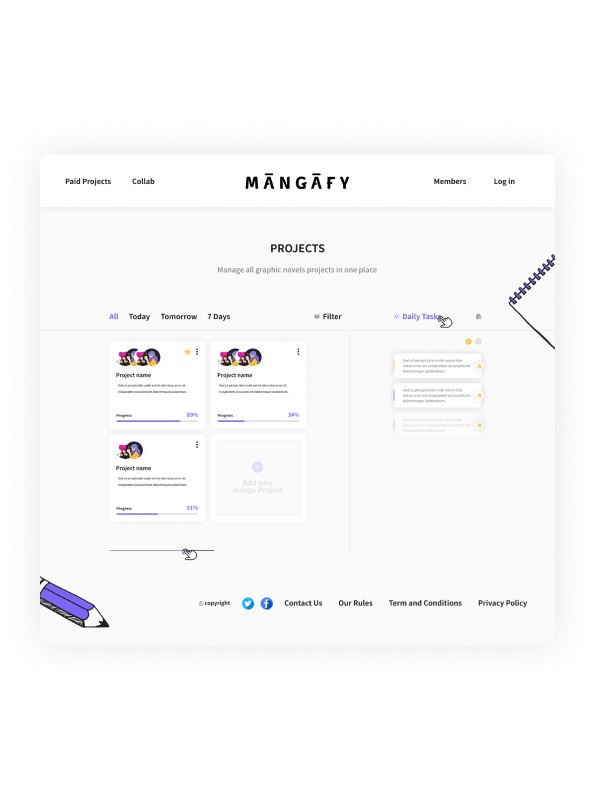 Paid Projects
Collab
MĀNGĀFY
Members
Log in
PROJECTS
Manage all graphic novels projects in one place
All
Today
Tomorrow
7 Days
Filter
Daily Tasks
Project name
Sed ut perspiciatis unde omnis iste natus error sit.
Voluptatem accusantium doloremque laudantium.
Progress
89%
Project name
Sed ut perspiciatis unde omnis iste natus error sit.
Voluptatem accusantium doloremque laudantium.
Progress
34%
Sed ut perspiciatis unde omnis iste
natus error sit voluptatem accusantium
doloremque laudantium.
Sed ut perspiciatis unde omnis iste
natus error sit voluptatem accusantium
doloremque laudantium.
Sed ut perspiciatis unde omnis iste
natus error sit voluptatem accusantium
doloremque laudantium.
Project name
Sed ut perspiciatis unde omnis iste natus error sit.
Voluptatem accusantium doloremque laudantium.
Progress
51%
Add new
Manga Project
© copyright
Contact Us
Our Rules
Term and Conditions
Privacy Policy